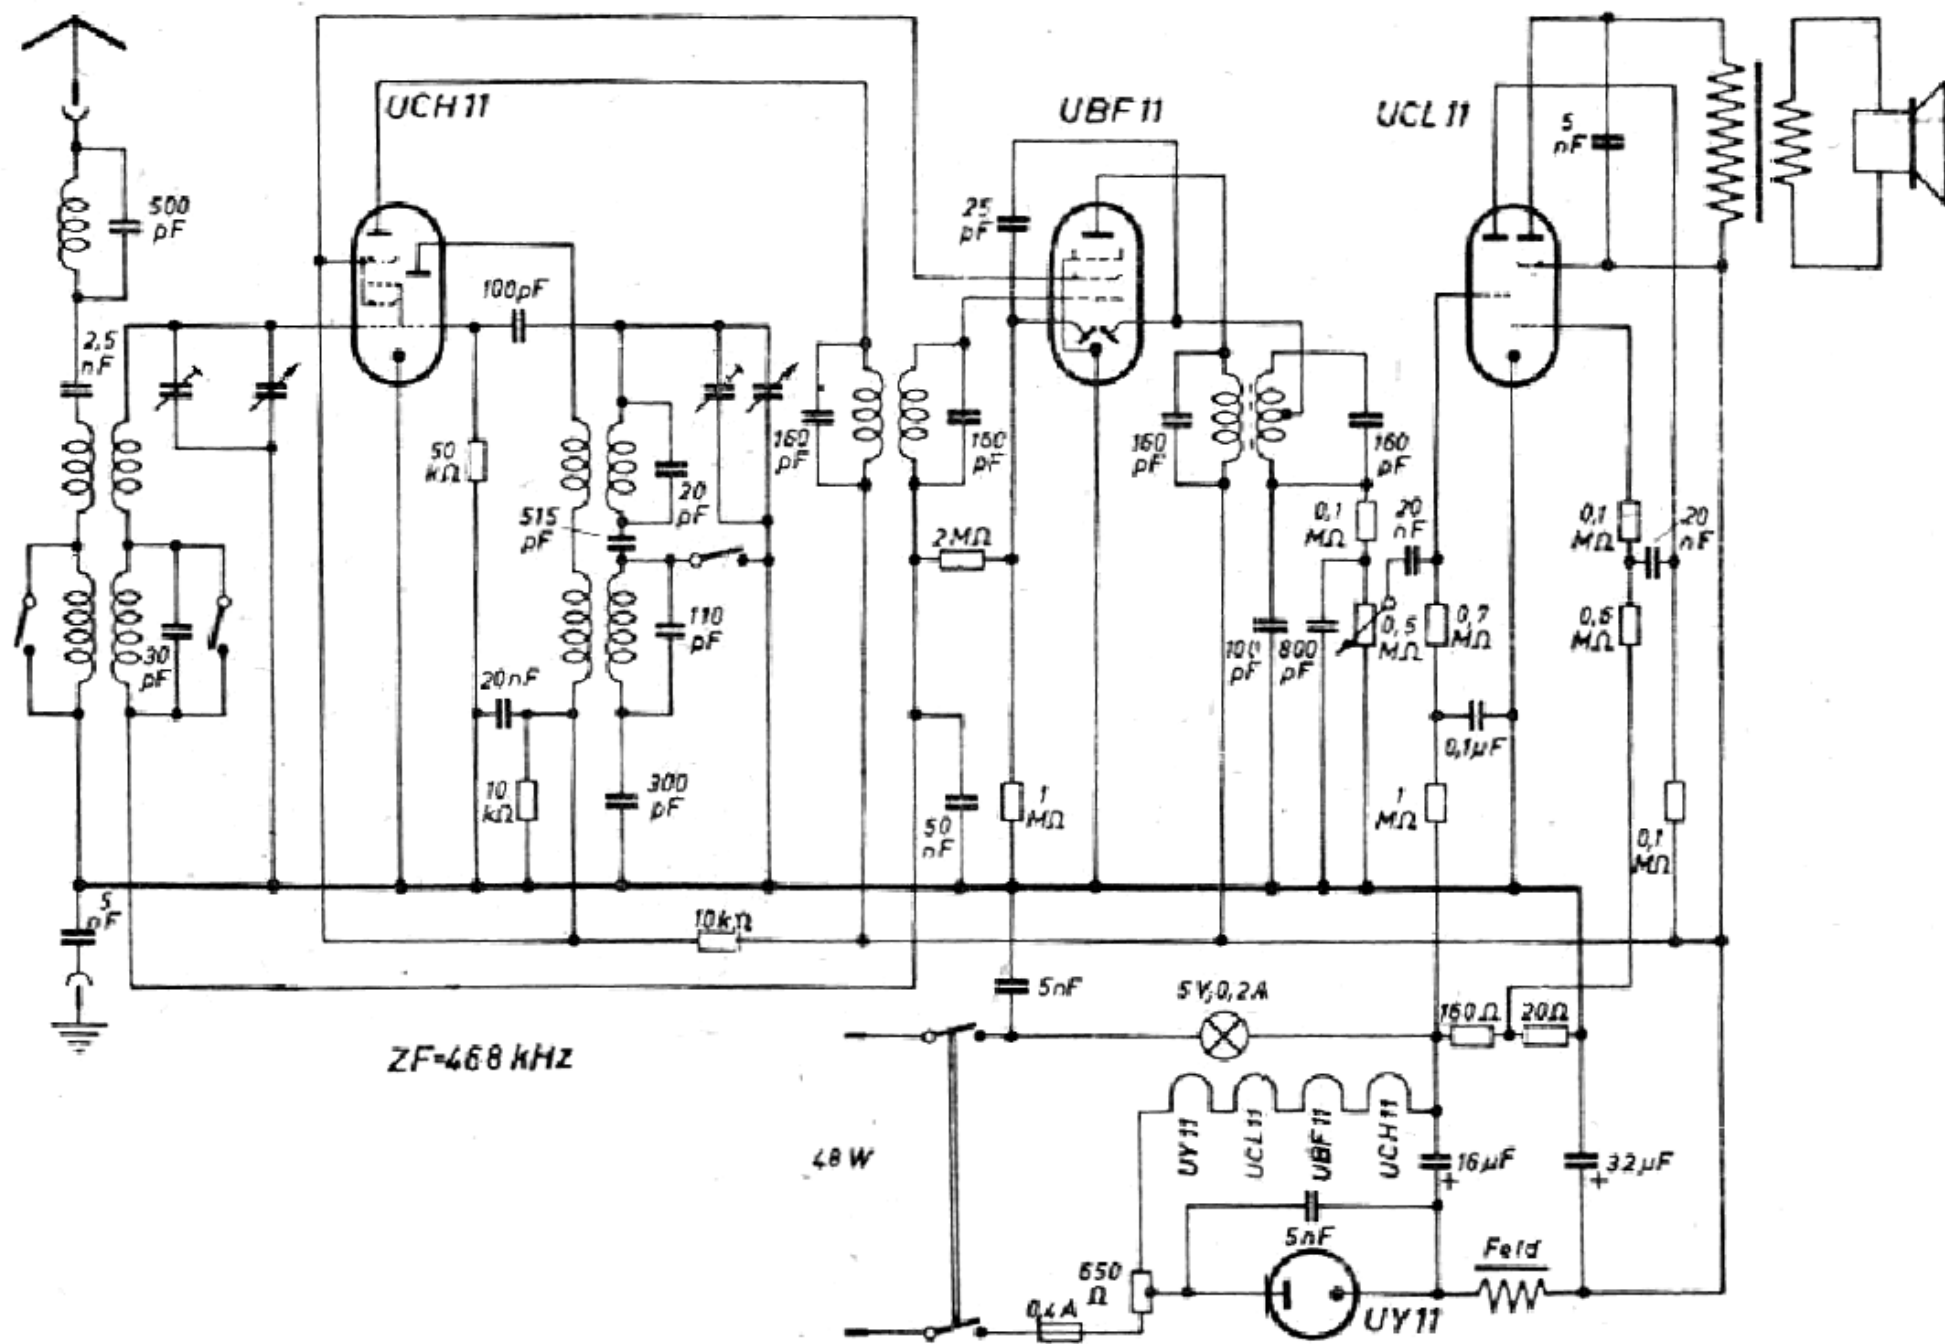 UCH 11
UBF 11
UCL 11
500
pF
5
nF
25
pF
100pF
2,5
nF
50
kΩ
20
pF
515
pF
160
pF
160
pF
160
pF
160
pF
2MΩ
0,1
MΩ
20
nF
0,1
MΩ
20
nF
30
pF
110
pF
100
pF
800
pF
0,5
MΩ
0,7
MΩ
0,6
MΩ
20nF
0,1µF
10
kΩ
300
pF
50
nF
1
MΩ
1
MΩ
0,1
MΩ
5
nF
10kΩ
5nF
5V;0,2A
160Ω
20Ω
ZF=468 kHz
UY11
UCL11
UBF11
UCH11
48W
16µF
+
32µF
+
5nF
Feld
650
Ω
0,4A
UY11